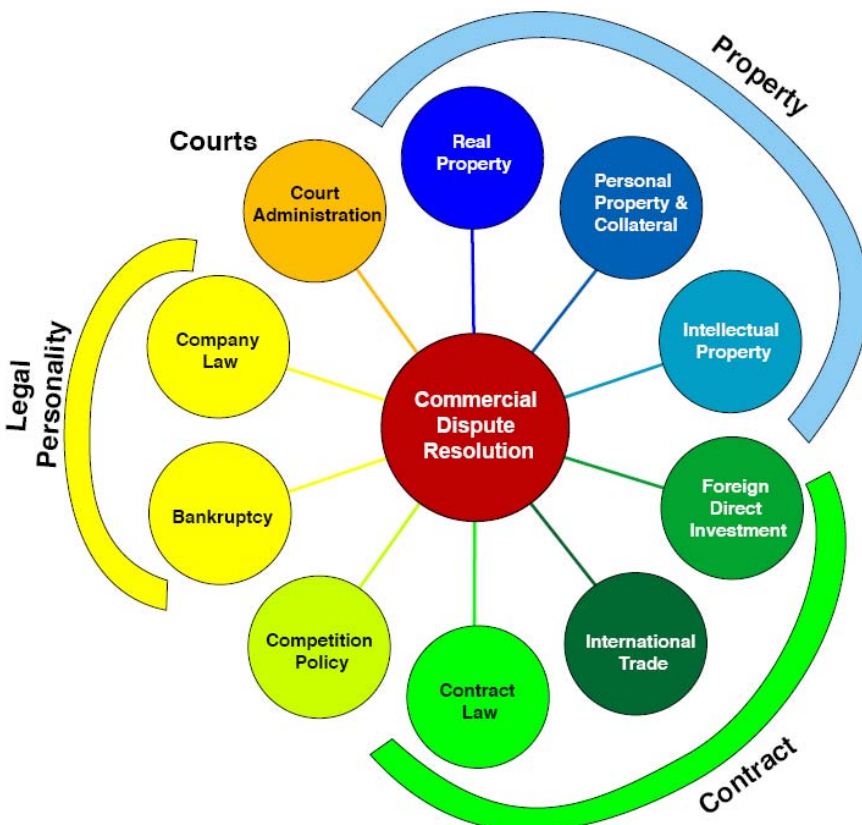 Property
Courts
Real
Property
Personal
Property &
Collateral
Court
Administration
Intellectual
Property
Company
Law
Legal
Personality
Commercial
Dispute
Resolution
Foreign
Direct
Investment
Bankruptcy
International
Trade
Competition
Policy
Contract
Law
Contract